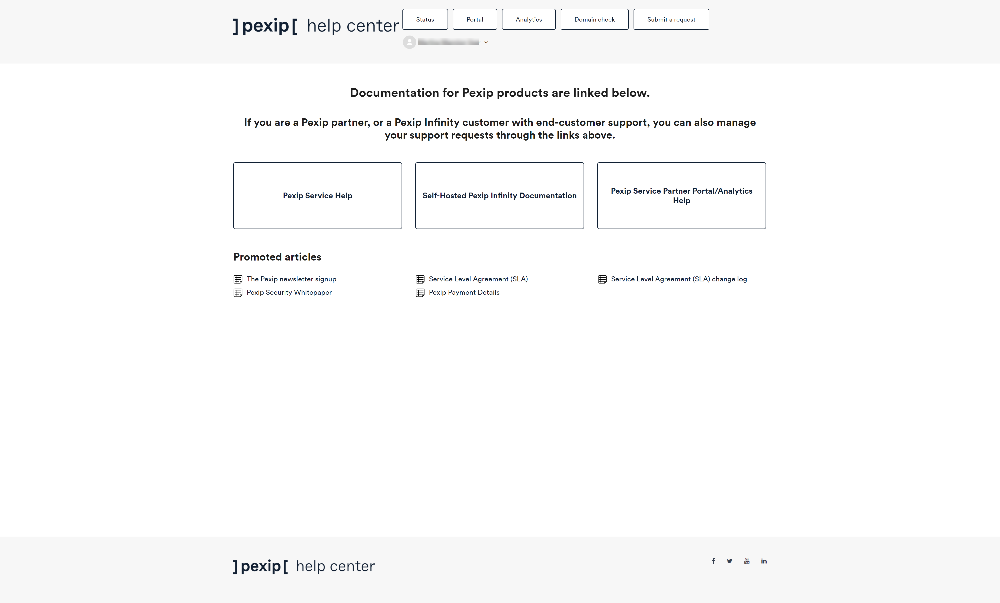 ]pexip[ help center
Status
Portal
Analytics
Domain check
Submit a request
Documentation for Pexip products are linked below.
If you are a Pexip partner, or a Pexip Infinity customer with end-customer support, you can also manage
your support requests through the links above.
Pexip Service Help
Self-Hosted Pexip Infinity Documentation
Pexip Service Partner Portal/Analytics
Help
Promoted articles
The Pexip newsletter signup
Service Level Agreement (SLA)
Service Level Agreement (SLA) change log
Pexip Security Whitepaper
Pexip Payment Details
]pexip[ help center